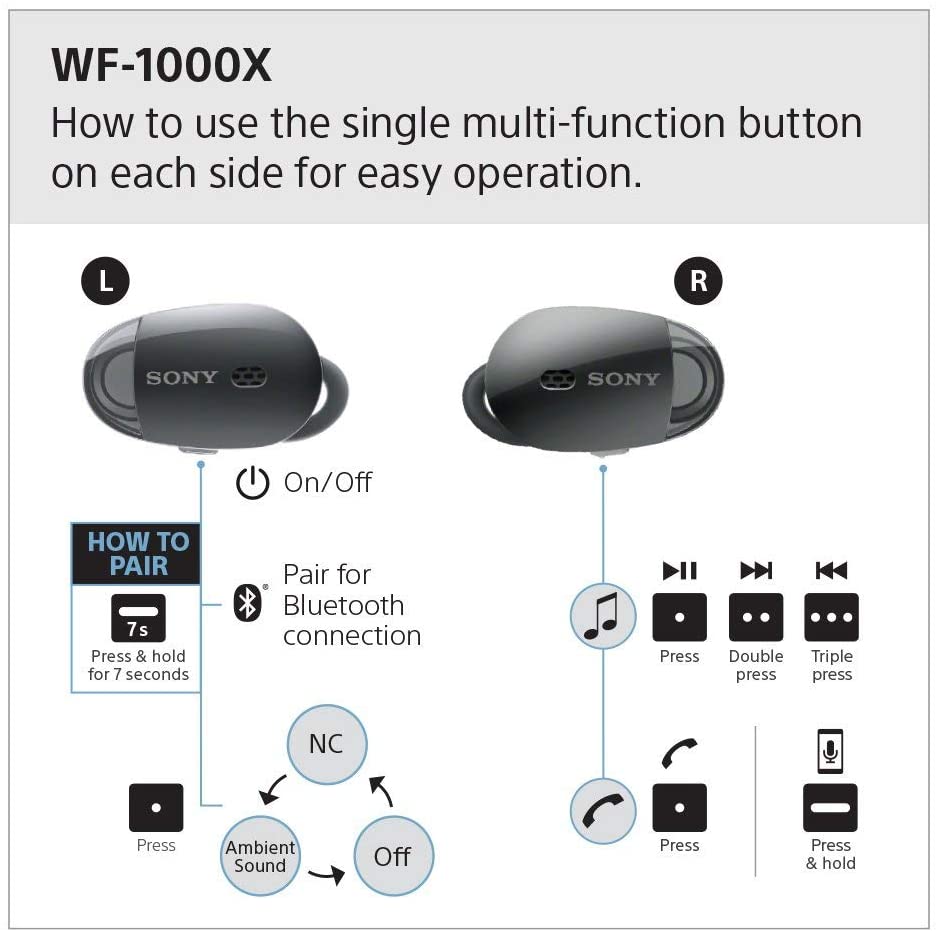 WF-1000X
How to use the single multi-function button
on each side for easy operation.
L
R
SONY
SONY
On/Off
HOW TO
PAIR
7s
Press & hold
for 7 seconds
Pair for
Bluetooth
connection
®
Press
Double
press
Triple
press
NC
Ambient
Sound
Off
Press
Press
Press
& hold